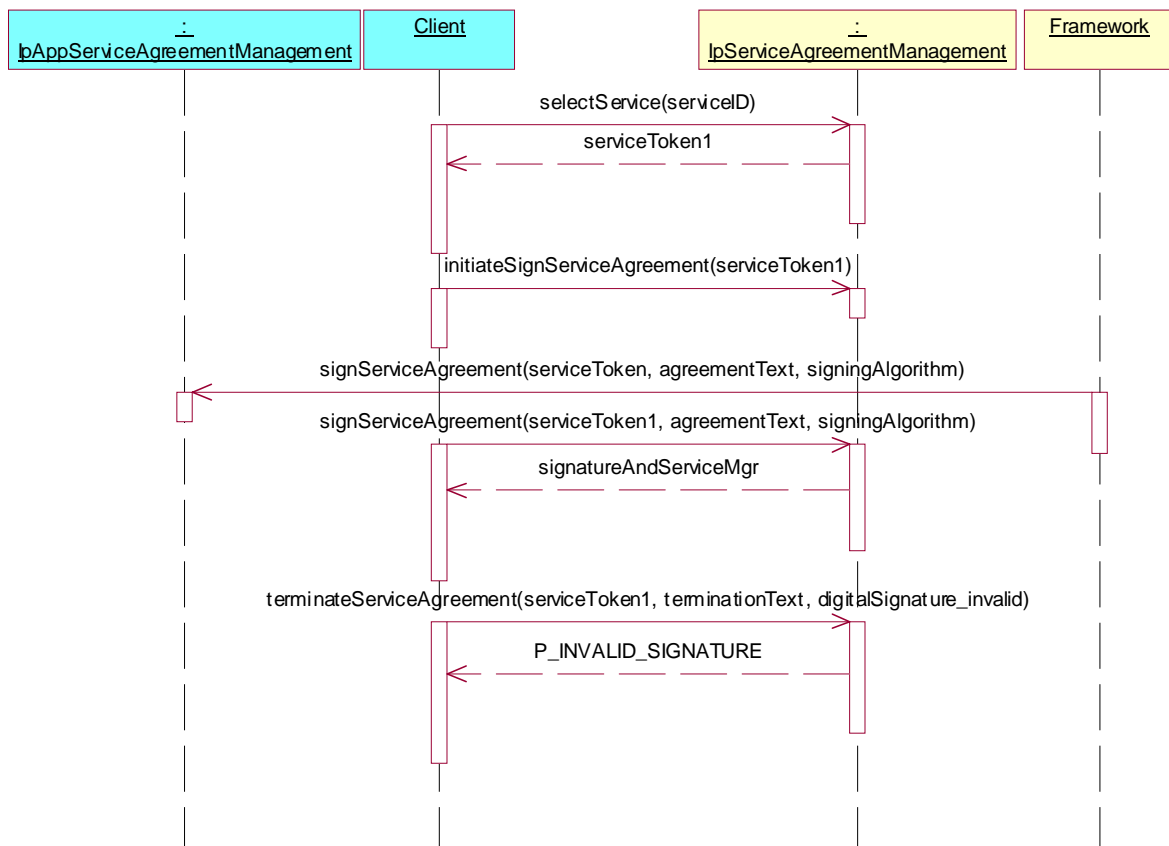 :
IpAppServiceAgreementManagement
Client
:
IpServiceAgreementManagement
Framework
selectService(serviceID)
serviceToken1
initiateSignServiceAgreement(serviceToken1)
signServiceAgreement(serviceToken, agreementText, signingAlgorithm)
signServiceAgreement(serviceToken1, agreementText, signingAlgorithm)
signatureAndServiceMgr
terminateServiceAgreement(serviceToken1, terminationText, digitalSignature_invalid)
P_INVALID_SIGNATURE